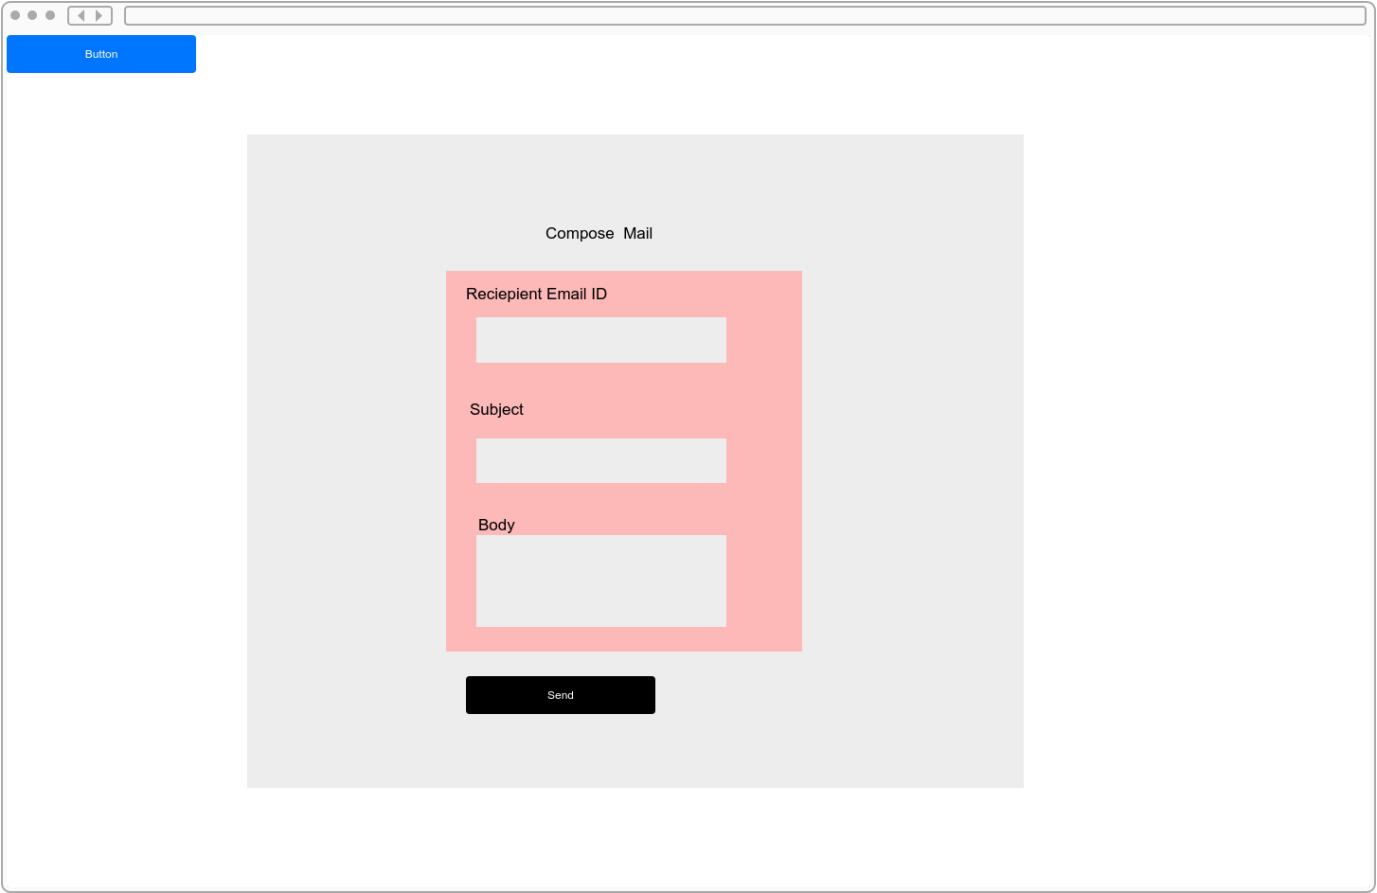 Button
Compose  Mail
Reciepient Email ID
Subject
Body
Send